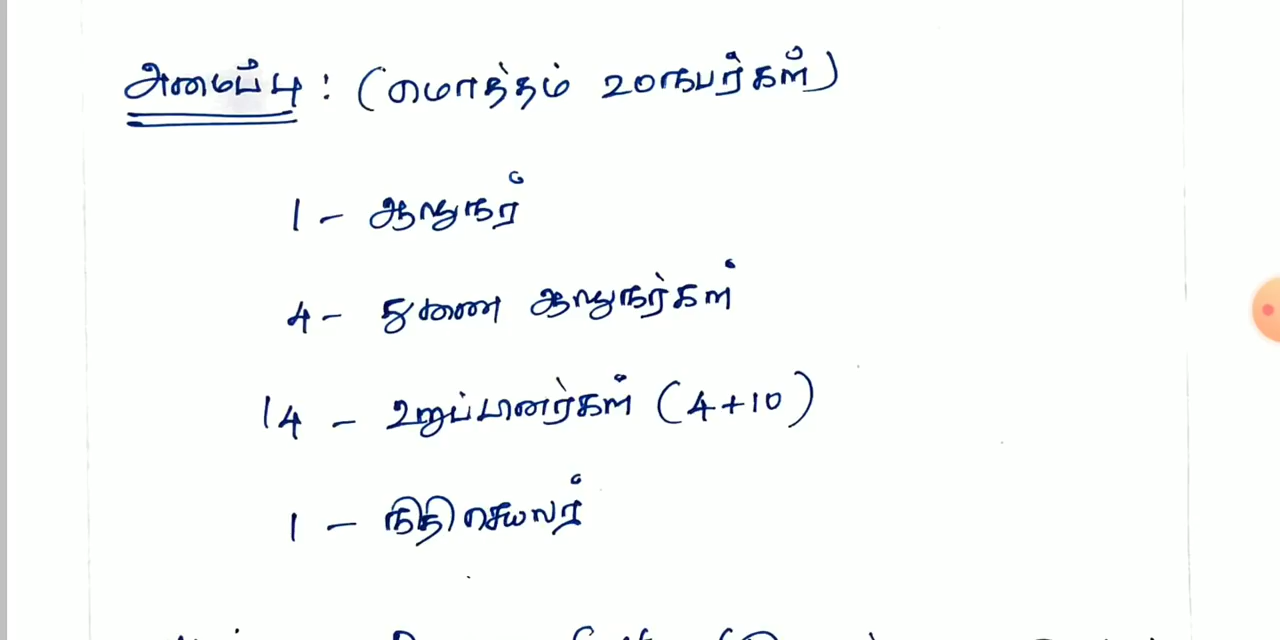 அமைப்பு : (மொத்தம் 20நபர்கள்)
1 - ஆளுநர்
4 - துணை ஆளுநர்கள்
14 - உறுப்பினர்கள் (4+10)
1 - நிதி செயலர்